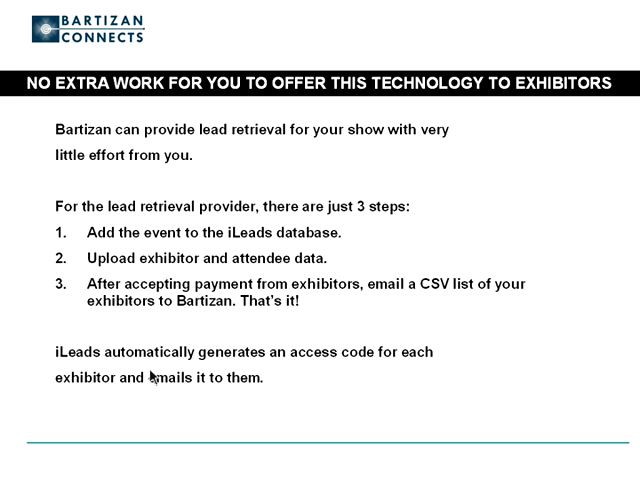 BARTIZAN
CONNECTS
NO EXTRA WORK FOR YOU TO OFFER THIS TECHNOLOGY TO EXHIBITORS
Bartizan can provide lead retrieval for your show with very
little effort from you.
For the lead retrieval provider, there are just 3 steps:
1. Add the event to the iLeads database.
2. Upload exhibitor and attendee data.
3. After accepting payment from exhibitors, email a CSV list of your
exhibitors to Bartizan. That's it!
iLeads automatically generates an access code for each
exhibitor and emails it to them.